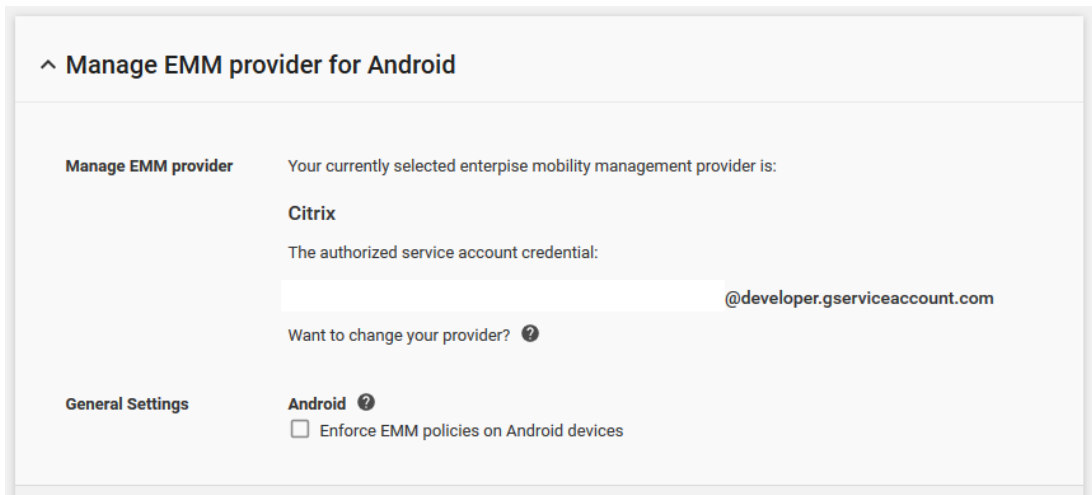 Manage EMM provider for Android
Manage EMM provider
Your currently selected enterpise mobility management provider is:
Citrix
The authorized service account credential:
@developer.gserviceaccount.com
Want to change your provider?
General Settings
Android
Enforce EMM policies on Android devices